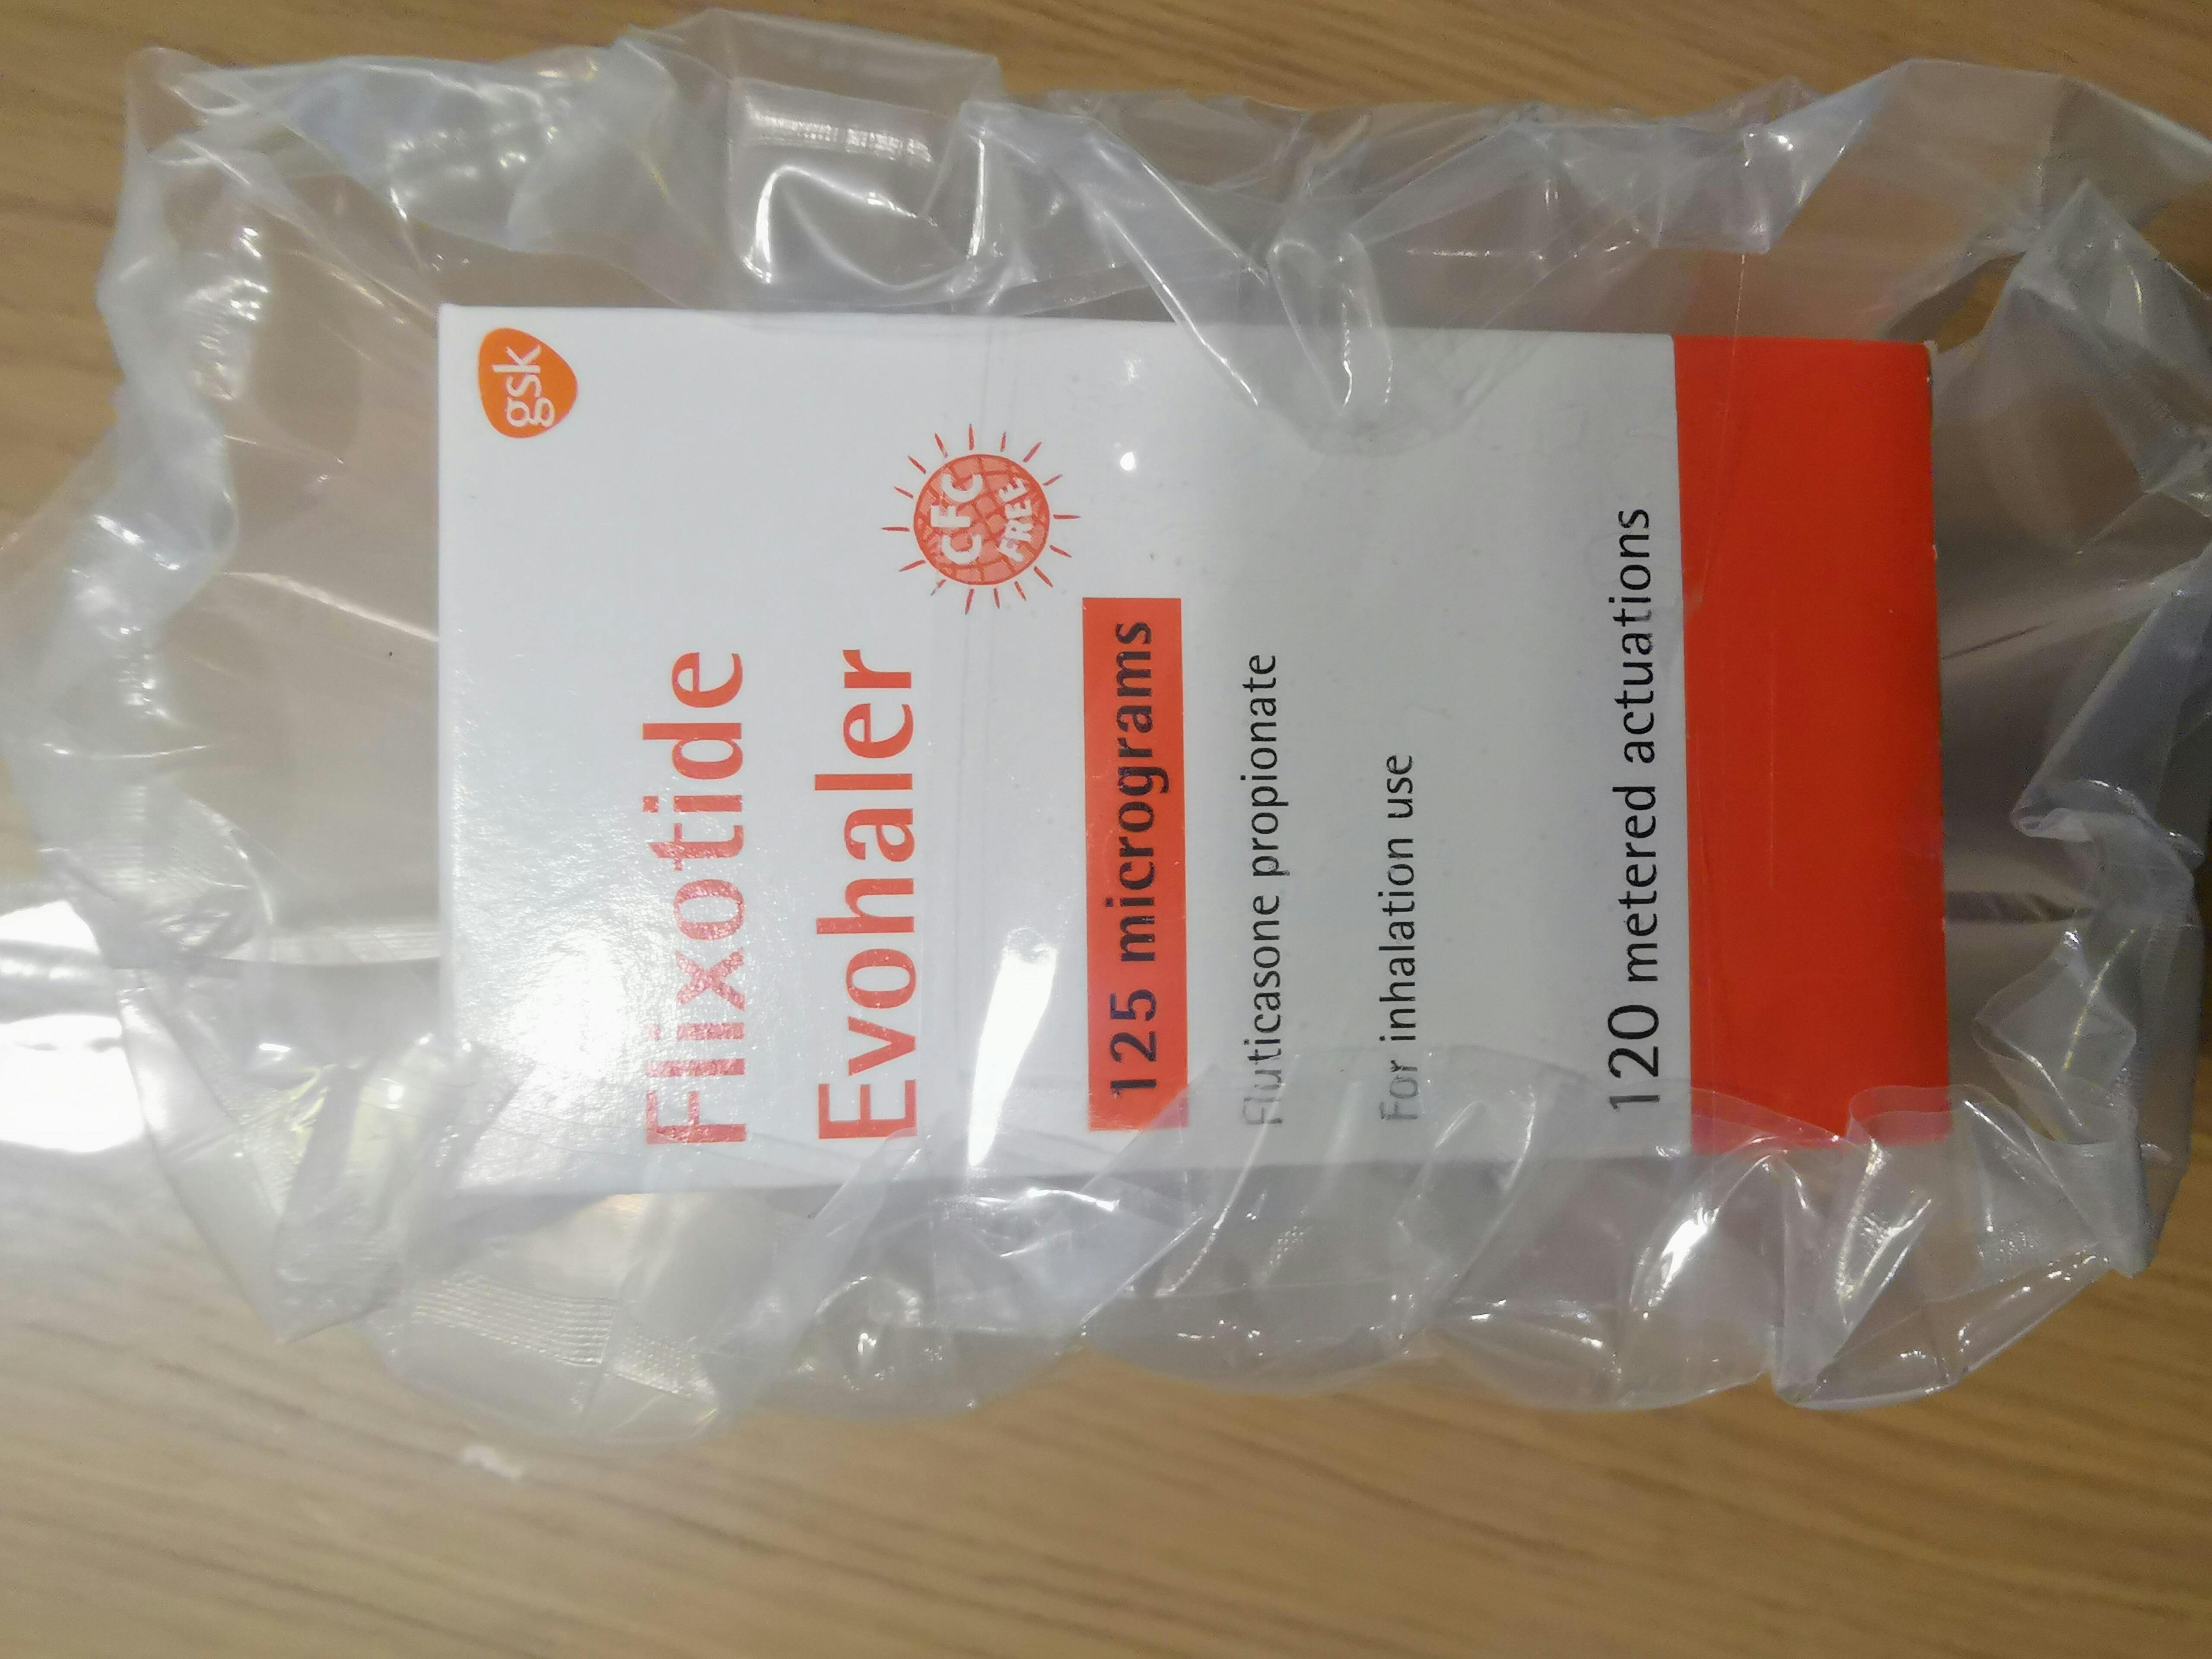 gsk
Flixotide
Evohaler
CFC
FREE
125 micrograms
Fluticasone propionate
For inhalation use
120 metered actuations